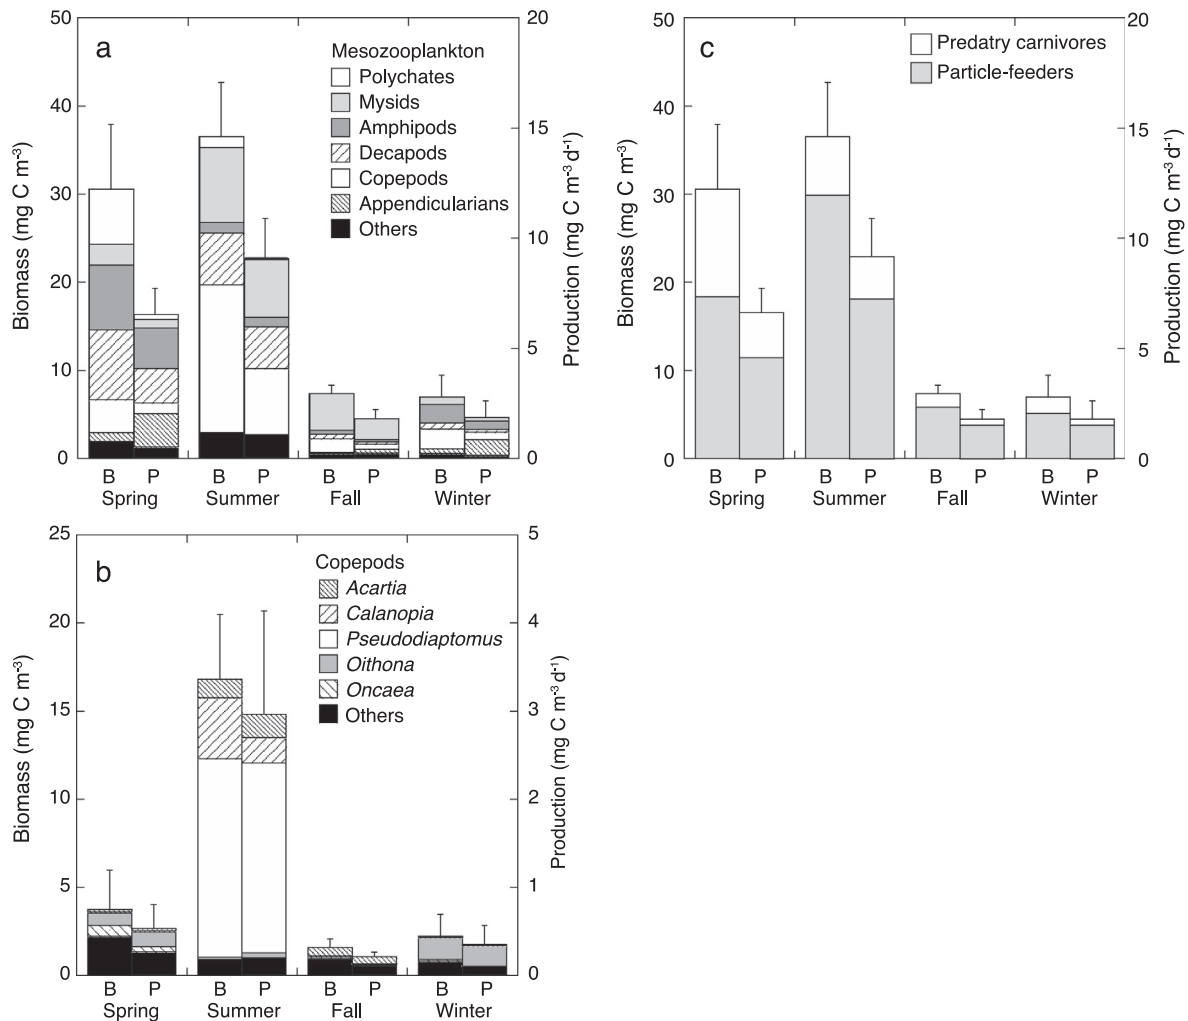 a
Mesozooplankton
Polychates
Mysids
Amphipods
Decapods
Copepods
Appendicularians
Others
50
40
30
20
10
0
20
15
10
5
0
Biomass (mg C m-3)
Production (mg C m-3 d-1)
B P B P B P B P
Spring Summer Fall Winter
c
Predatry carnivores
Particle-feeders
50
40
30
20
10
0
20
15
10
5
0
Biomass (mg C m-3)
Production (mg C m-3 d-1)
B P B P B P B P
Spring Summer Fall Winter
b
Copepods
Acartia
Calanopia
Pseudodiaptomus
Oithona
Oncaea
Others
25
20
15
10
5
0
5
4
3
2
1
0
Biomass (mg C m-3)
Production (mg C m-3 d-1)
B P B P B P B P
Spring Summer Fall Winter